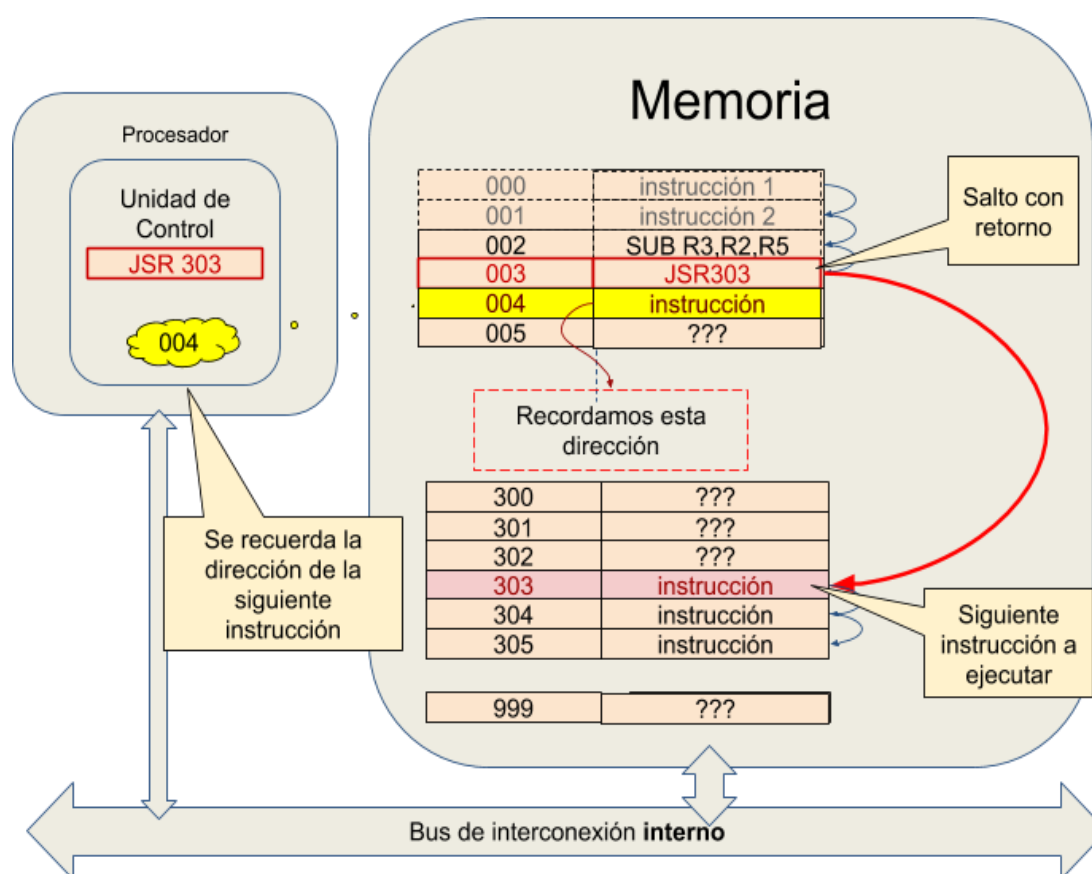 Memoria
Procesador
Unidad de
Control
JSR 303
004
000 instrucción 1
001 instrucción 2
002 SUB R3,R2,R5
003 JSR303
004 instrucción
005 ???
Salto con
retorno
Recordamos esta
dirección
Se recuerda la
dirección de la
siguiente
instrucción
300 ???
301 ???
302 ???
303 instrucción
304 instrucción
305 instrucción
999 ???
Siguiente
instrucción a
ejecutar
Bus de interconexión interno